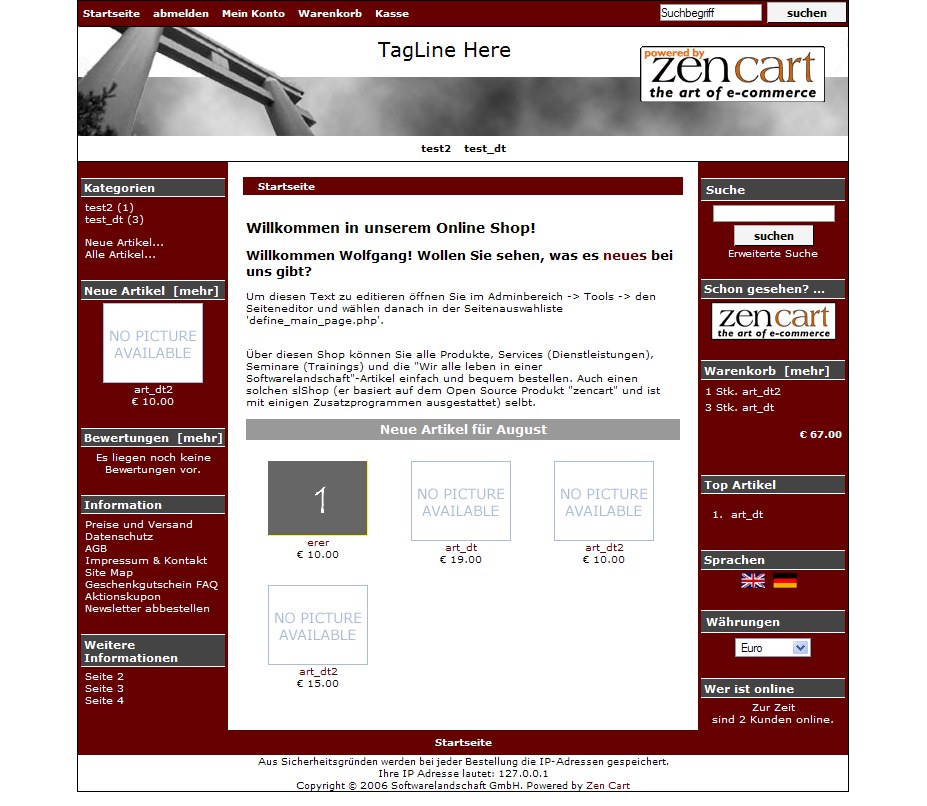 Startseite abmelden Mein Konto Warenkorb Kasse
Suchbegriff suchen
TagLine Here
powered by
zen cart
the art of e-commerce
test2 test_dt
Kategorien
test2 (1)
test_dt (3)
Neue Artikel...
Alle Artikel...
Neue Artikel [mehr]
NO PICTURE
AVAILABLE
art_dt2
€ 10.00
Bewertungen [mehr]
Es liegen noch keine
Bewertungen vor.
Information
Preise und Versand
Datenschutz
AGB
Impressum & Kontakt
Site Map
Geschenkgutschein FAQ
Aktionskupon
Newsletter abbestellen
Weitere
Informationen
Seite 2
Seite 3
Seite 4
Startseite
Willkommen in unserem Online Shop!
Willkommen Wolfgang! Wollen Sie sehen, was es neues bei
uns gibt?
Um diesen Text zu editieren öffnen Sie im Adminbereich -> Tools -> den
Seiteneditor und wählen danach in der Seitenauswahliste
'define_main_page.php'.
Über diesen Shop können Sie alle Produkte, Services (Dienstleistungen),
Seminare (Trainings) und die "Wir alle leben in einer
Softwarelandschaft"-Artikel einfach und bequem bestellen. Auch einen
solchen slShop (er basiert auf dem Open Source Produkt "zencart" und ist
mit einigen Zusatzprogrammen ausgestattet) selbt.
Neue Artikel für August
1
erer
€ 10.00
NO PICTURE
AVAILABLE
art_dt
€ 19.00
NO PICTURE
AVAILABLE
art_dt2
€ 10.00
NO PICTURE
AVAILABLE
art_dt2
€ 15.00
Suche
suchen
Erweiterte Suche
Schon gesehen? ...
zen cart
the art of e-commerce
Warenkorb [mehr]
1 Stk. art_dt2
3 Stk. art_dt
€ 67.00
Top Artikel
1. art_dt
Sprachen
Währungen
Euro
Wer ist online
Zur Zeit
sind 2 Kunden online.
Startseite
Aus Sicherheitsgründen werden bei jeder Bestellung die IP-Adressen gespeichert.
Ihre IP Adresse lautet: 127.0.0.1
Copyright © 2006 Softwarelandschaft GmbH. Powered by Zen Cart